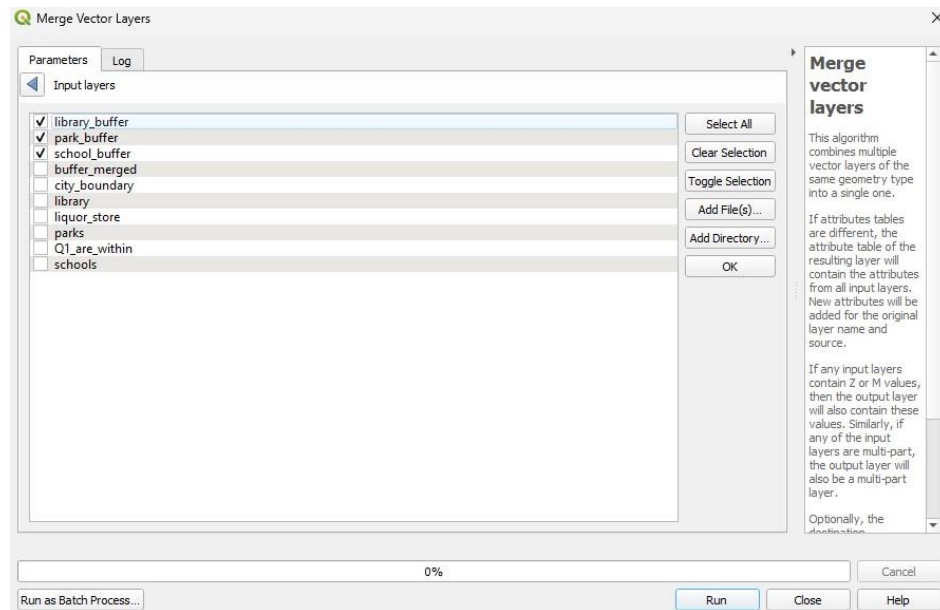 Merge Vector Layers
Parameters
Log
Input layers
library_buffer
park_buffer
school_buffer
buffer_merged
city_boundary
library
liquor_store
parks
Q1_are_within
schools
Select All
Clear Selection
Toggle Selection
Add File(s)...
Add Directory...
OK
Merge
vector
layers
This algorithm
combines multiple
vector layers of the
same geometry type
into a single one.
If attributes tables
are different, the
attribute table of the
resulting layer will
contain the attributes
from all input layers.
New attributes will be
added for the original
layer name and
source.
If any input layers
contain Z or M values,
then the output layer
will also contain these
values. Similarly, if
any of the input
layers are multi-part,
the output layer will
also be a multi-part
layer.
Optionally, the
destination
0%
Cancel
Run as Batch Process...
Run
Close
Help